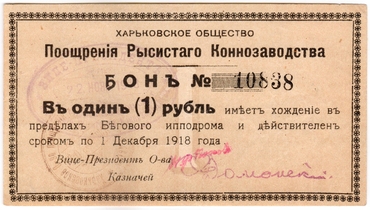 ХАРЬКОВСКОЕ ОБЩЕСТВО
Поощренія Рысистаго Коннозаводства
БОНЪ № 10838
Въ одинъ (1) рубль имѣетъ хожденіе въ
предѣлахъ Бѣгового ипподрома и дѣйствителен
срокомъ по 1 Декабря 1918 года.
Вице-Президентъ О-ва
Казначей